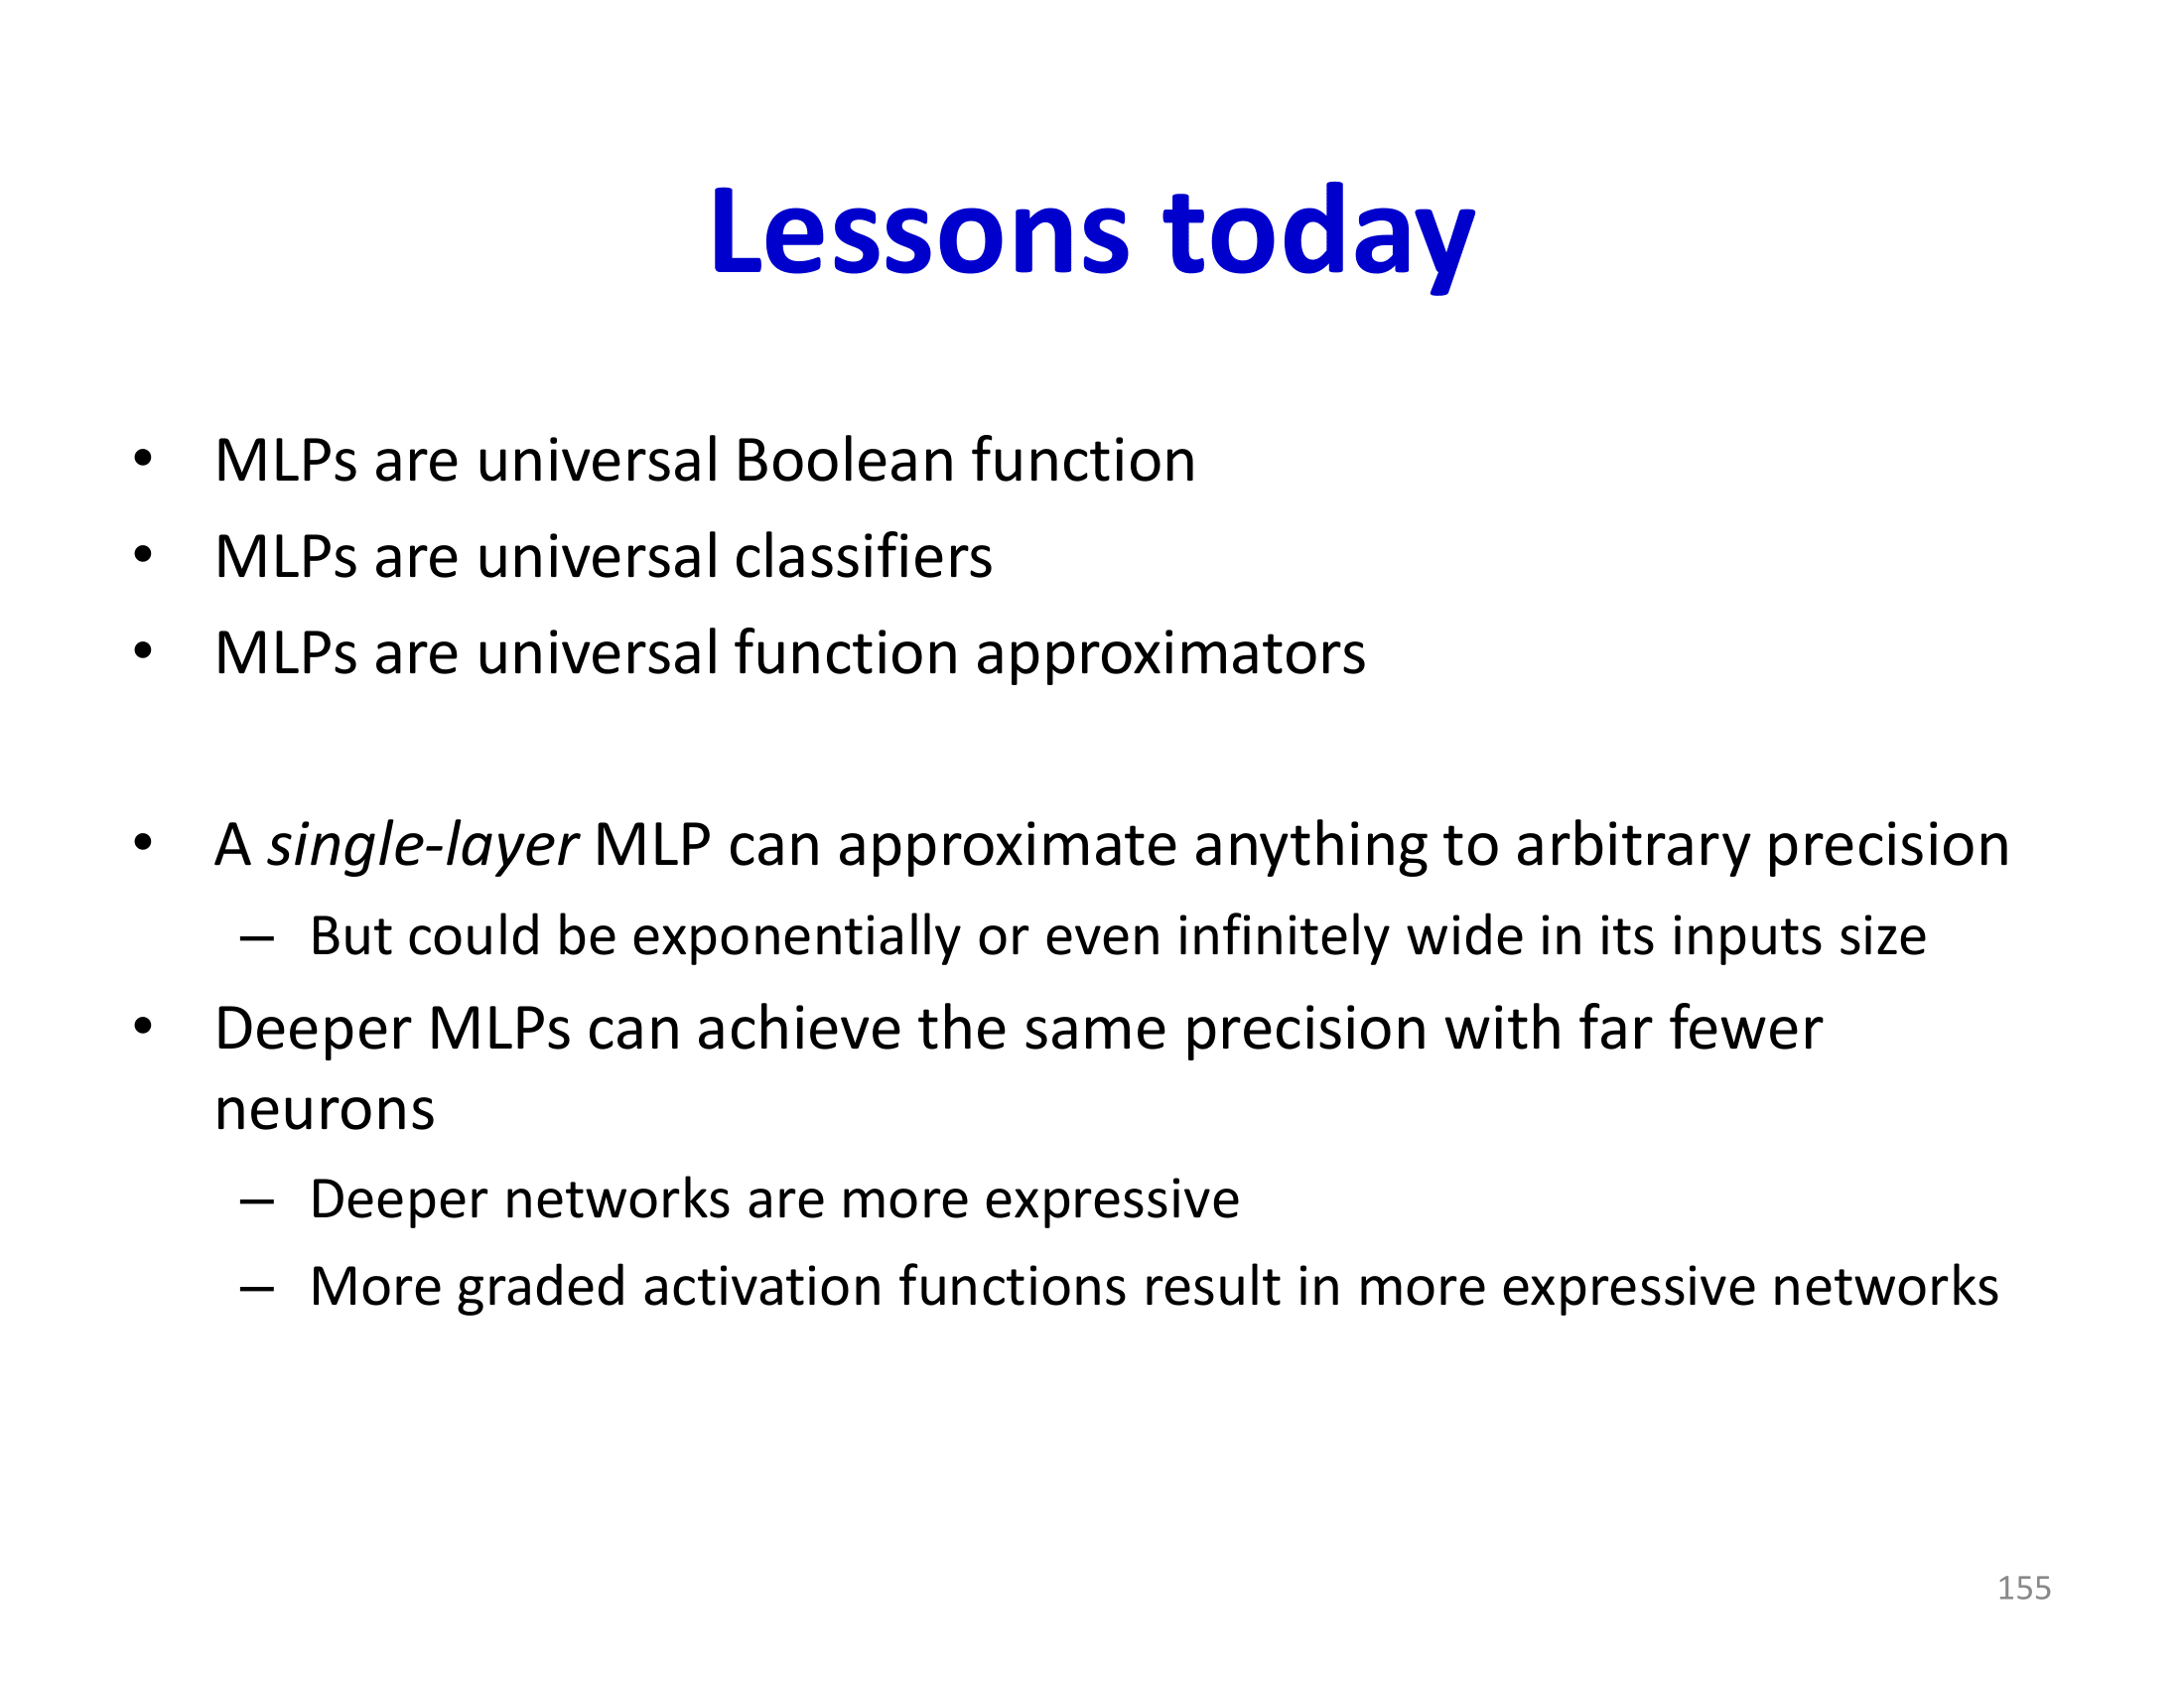 Lessons today
• MLPs are universal Boolean function
• MLPs are universal classifiers
• MLPs are universal function approximators
• A single-layer MLP can approximate anything to arbitrary precision
– But could be exponentially or even infinitely wide in its inputs size
• Deeper MLPs can achieve the same precision with far fewer
neurons
– Deeper networks are more expressive
– More graded activation functions result in more expressive networks
155